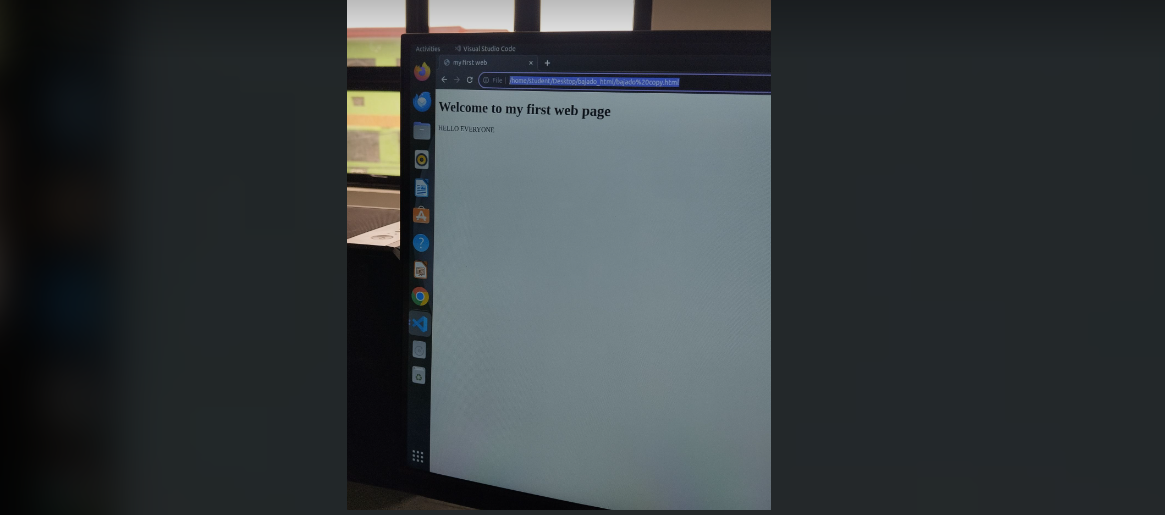 Activities Visual Studio Code
my first web
File /home/student/Desktop/bajado_html/bajado%20copy.html
Welcome to my first web page
HELLO EVERYONE